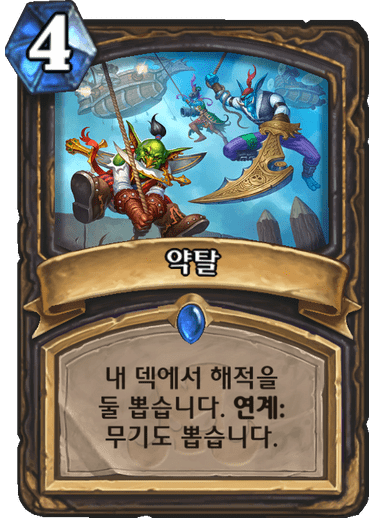 4
약탈
내 덱에서 해적을
둘 뽑습니다. 연계:
무기도 뽑습니다.